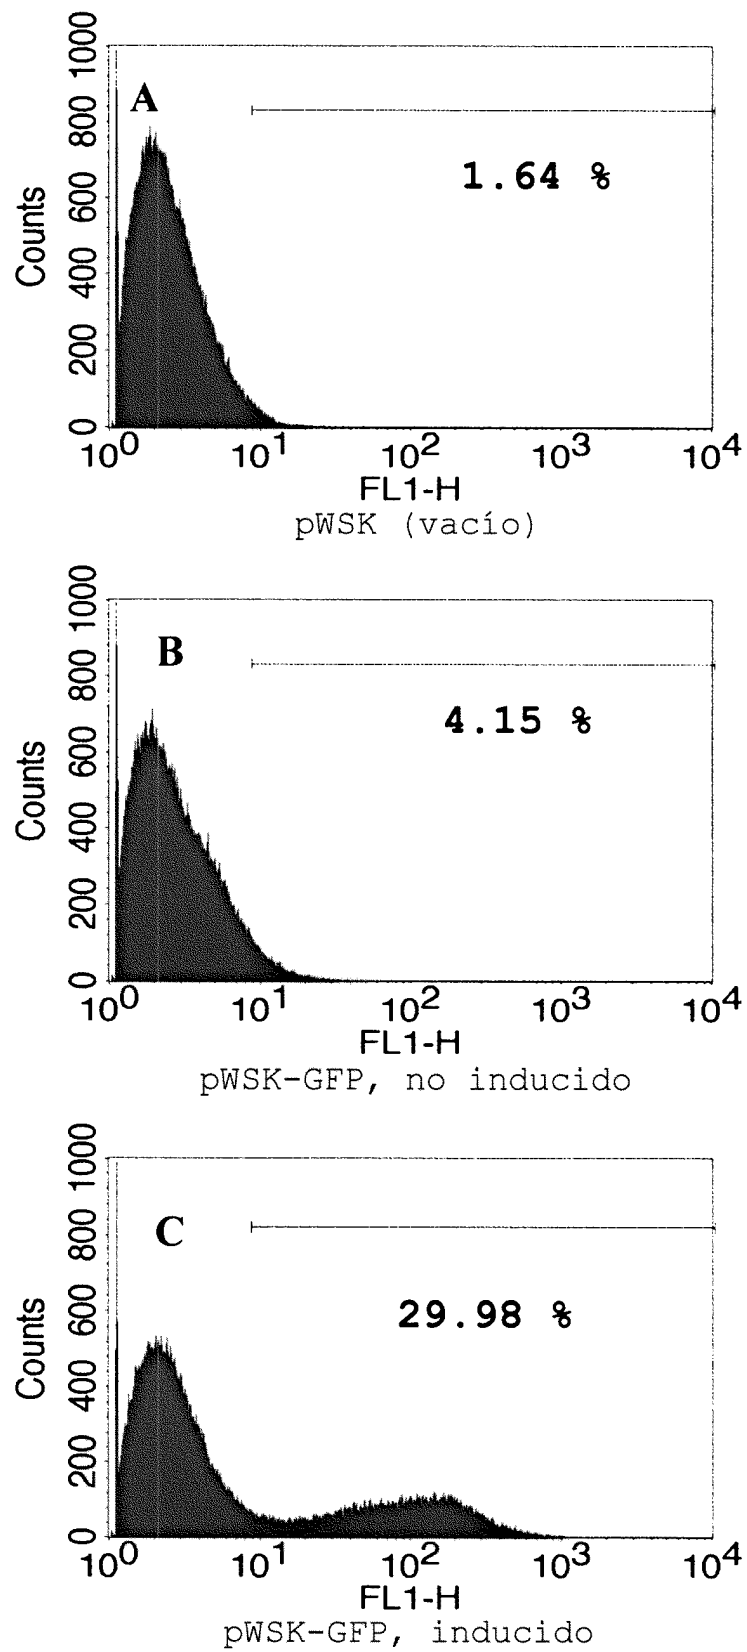 A
1.64 %
Counts
1000
800
600
400
200
0
10⁰ 10¹ 10² 10³ 10⁴
FL1-H
pWSK (vacío)
B
4.15 %
Counts
1000
800
600
400
200
0
10⁰ 10¹ 10² 10³ 10⁴
FL1-H
pWSK-GFP, no inducido
C
29.98 %
Counts
1000
800
600
400
200
0
10⁰ 10¹ 10² 10³ 10⁴
FL1-H
pWSK-GFP, inducido